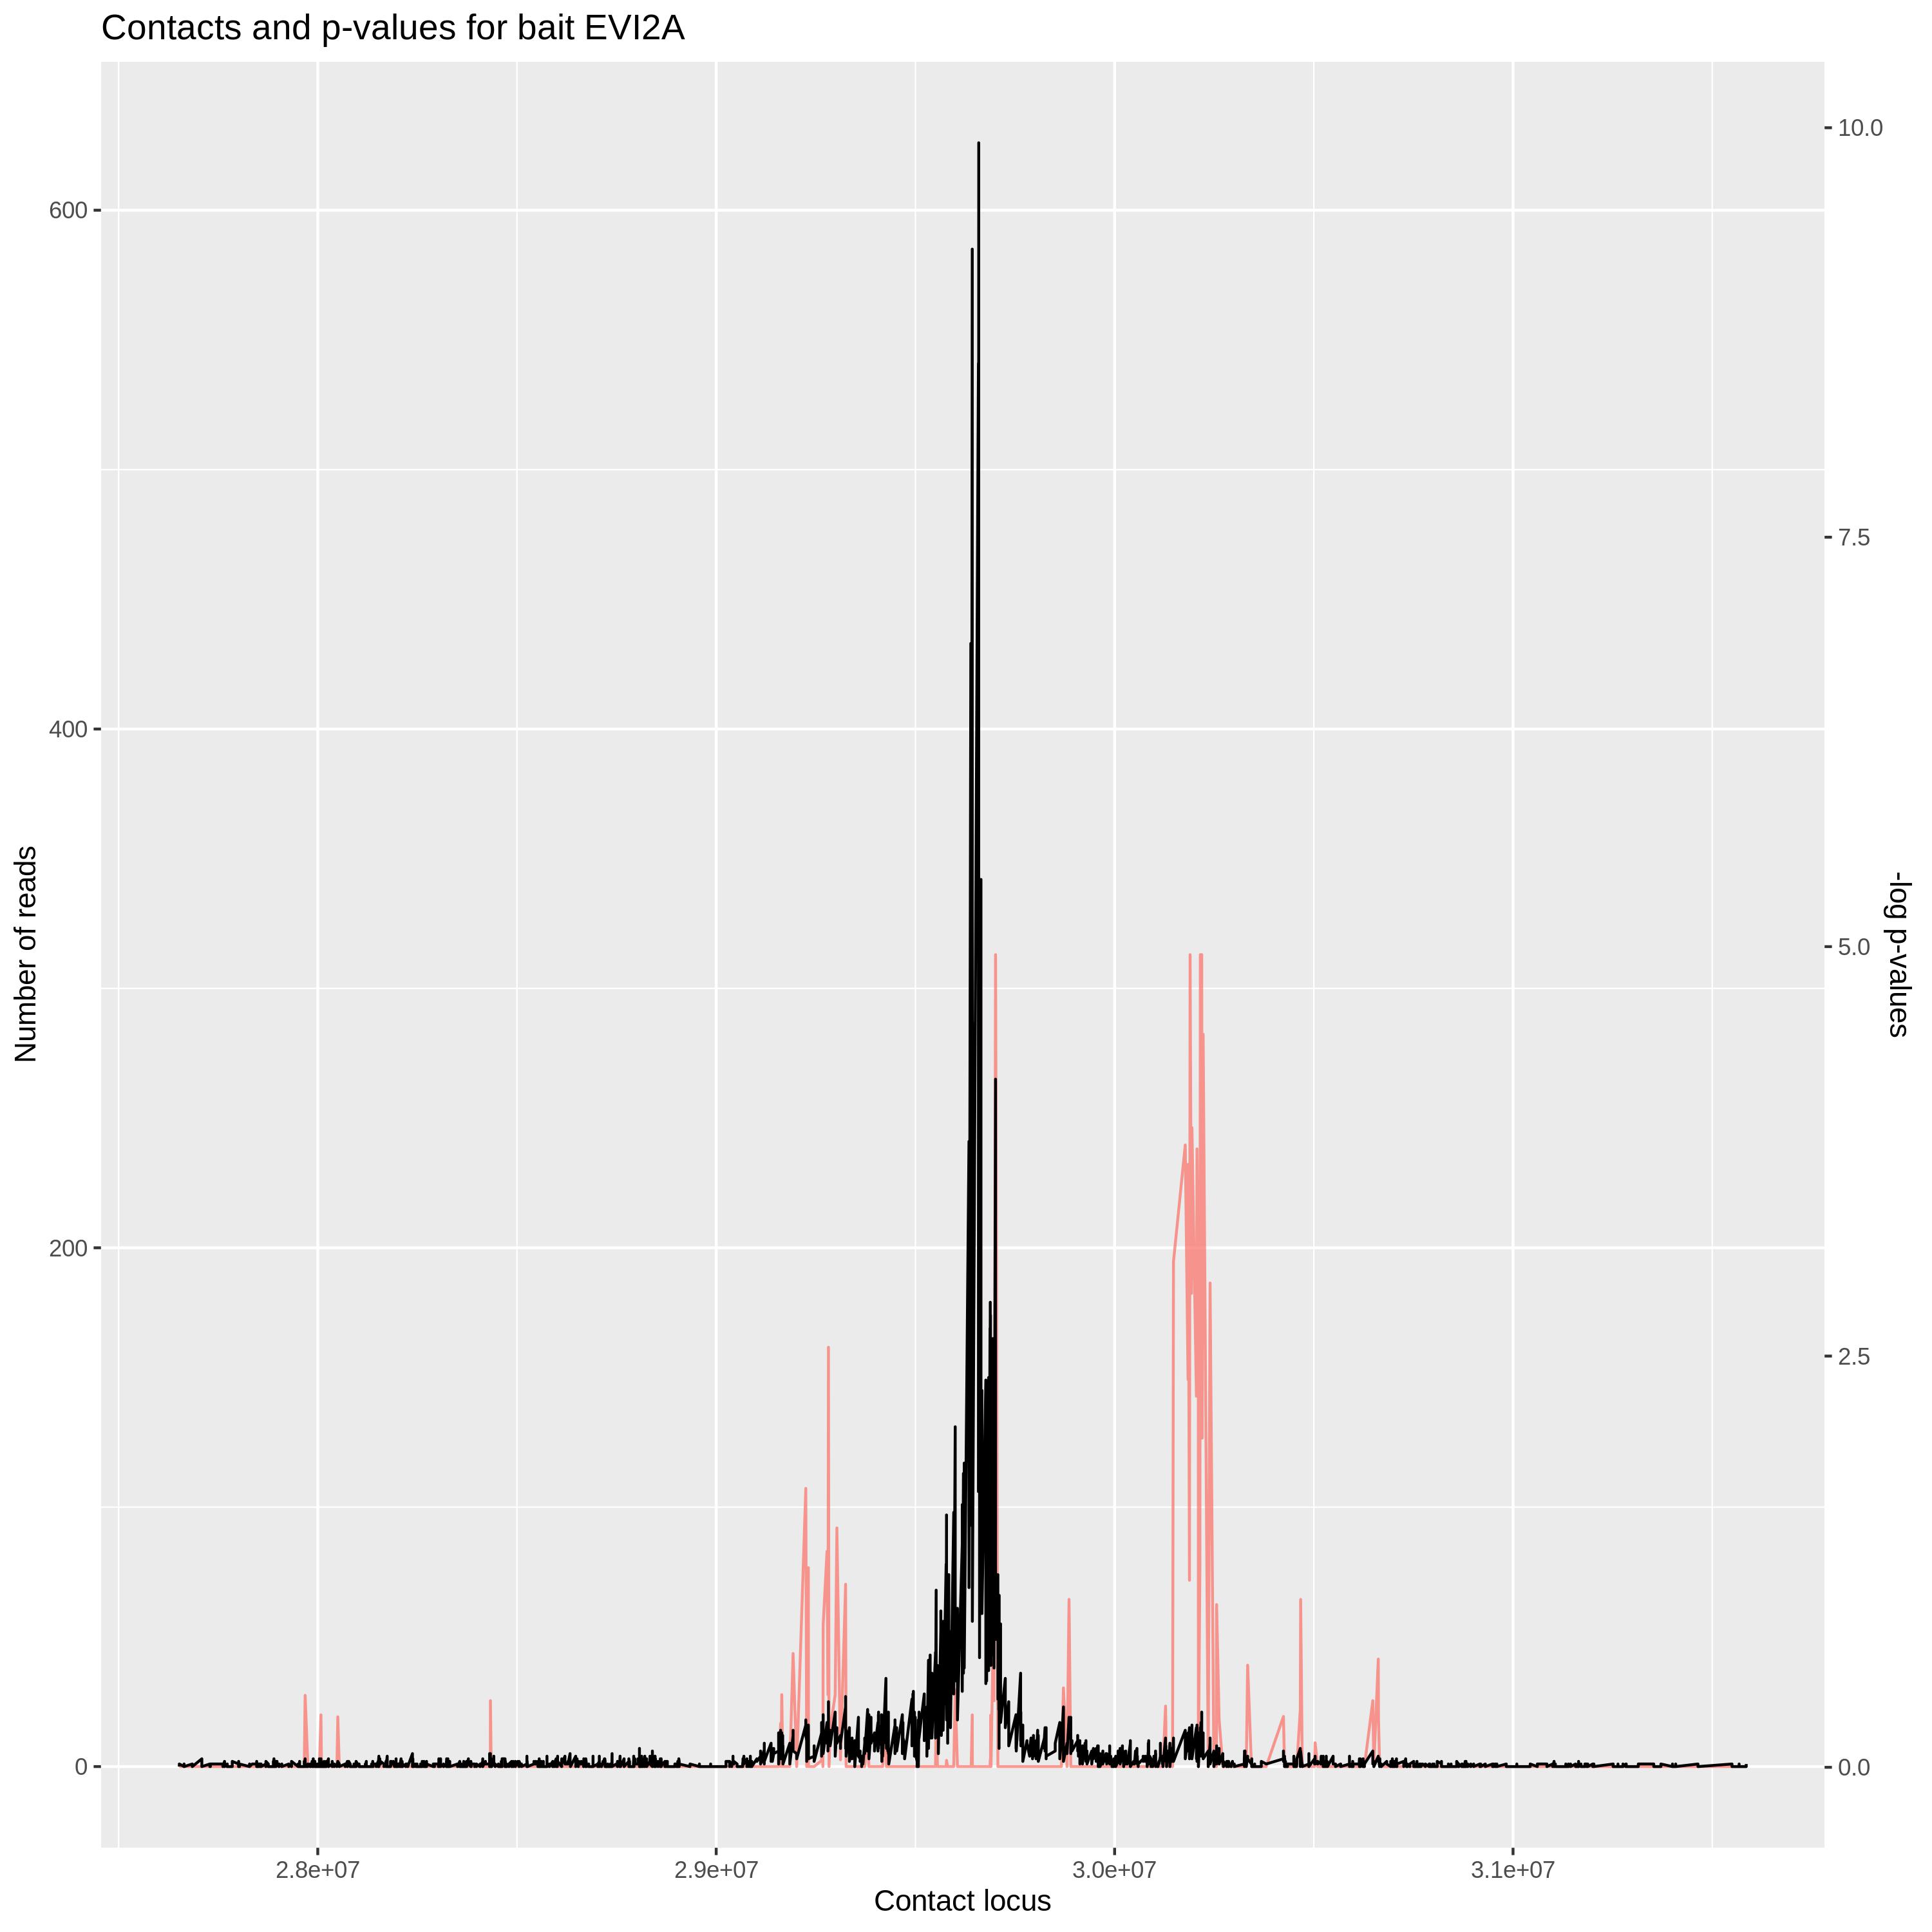 Contacts and p-values for bait EVI2A
Number of reads
600
400
200
0
10.0
7.5
5.0
2.5
0.0
-log p-values
2.8e+07
2.9e+07
3.0e+07
3.1e+07
Contact locus